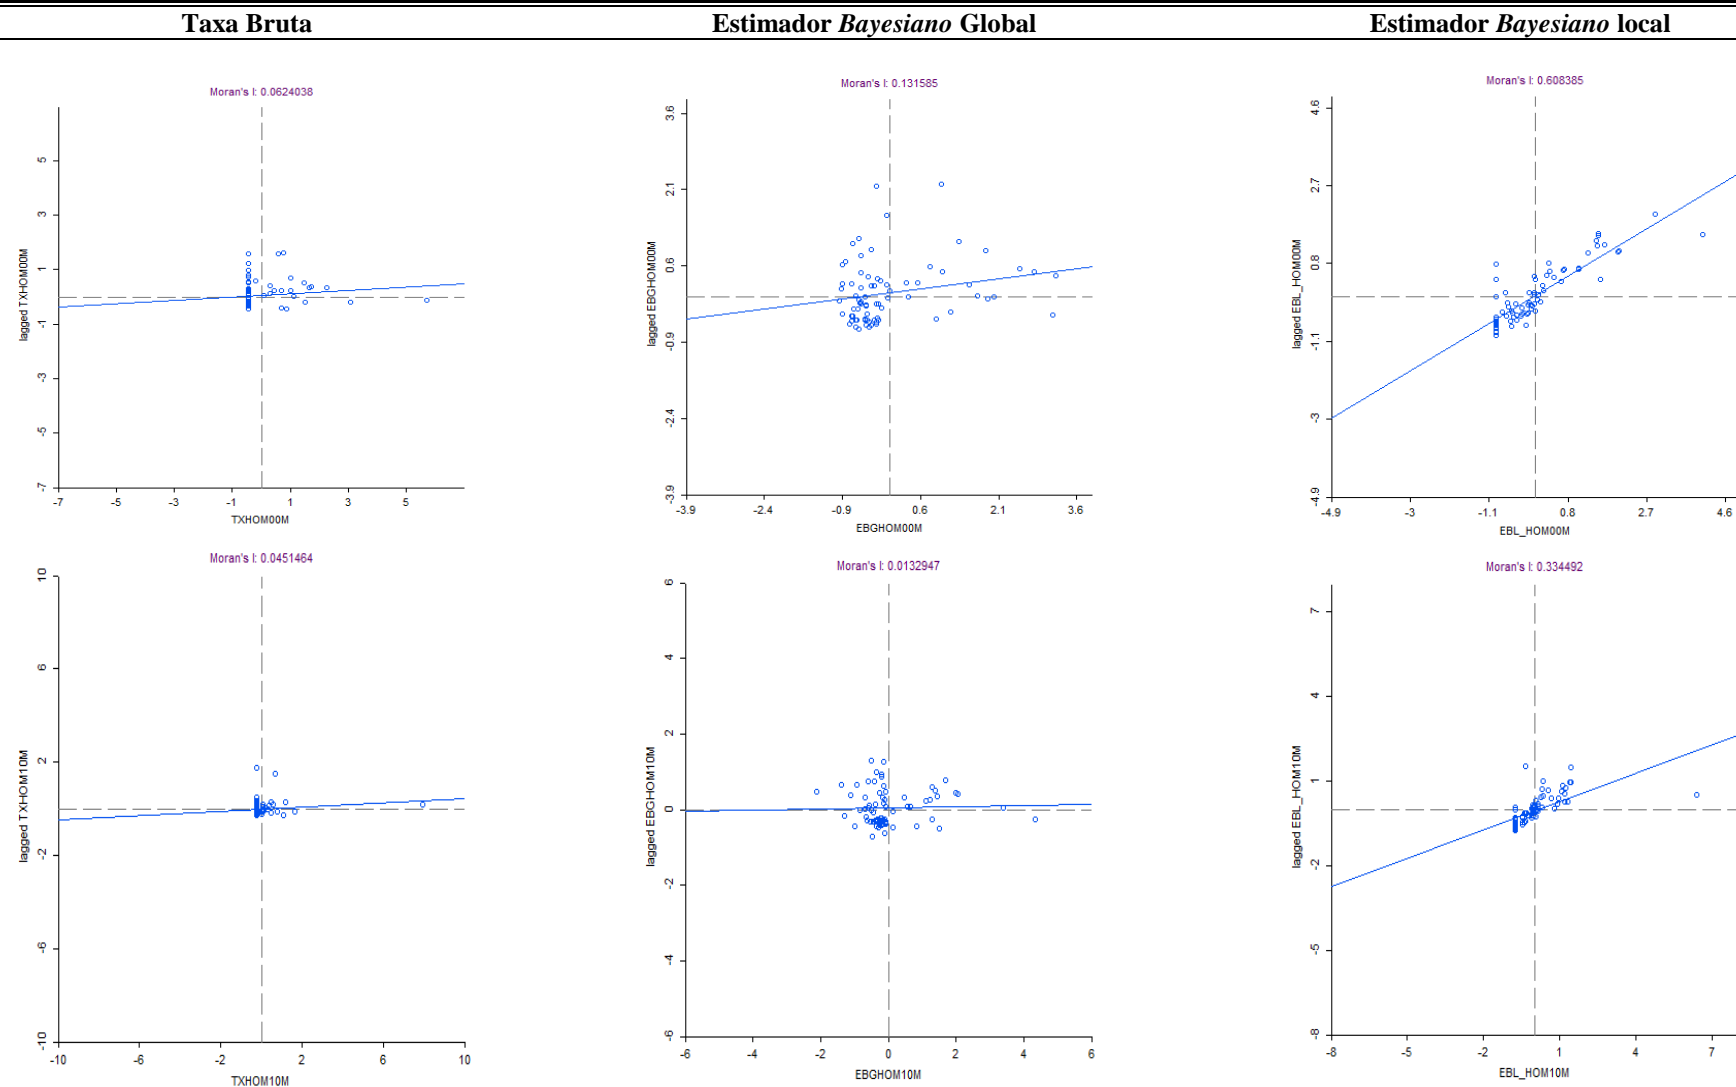 Taxa Bruta
Estimador Bayesiano Global
Estimador Bayesiano local
Moran's I: 0.0624038
lagged TXHOM00M
5
3
1
-1
-3
-5
-7
-7 -5 -3 -1 1 3 5
TXHOM00M
Moran's I: 0.131585
lagged EBGHOM00M
3.6
2.1
0.6
-0.9
-2.4
-3.9
-3.9 -2.4 -0.9 0.6 2.1 3.6
EBGHOM00M
Moran's I: 0.608385
lagged EBL_HOM00M
4.6
2.7
0.8
-1.1
-3
-4.9
-4.9 -3 -1.1 0.8 2.7 4.6
EBL_HOM00M
Moran's I: 0.0451464
lagged TXHOM10M
10
6
2
-2
-6
-10
-10 -6 -2 2 6 10
TXHOM10M
Moran's I: 0.0132947
lagged EBGHOM10M
6
4
2
0
-2
-4
-6
-6 -4 -2 0 2 4 6
EBGHOM10M
Moran's I: 0.334492
lagged EBL_HOM10M
7
4
1
-2
-5
-8
-8 -5 -2 1 4 7
EBL_HOM10M